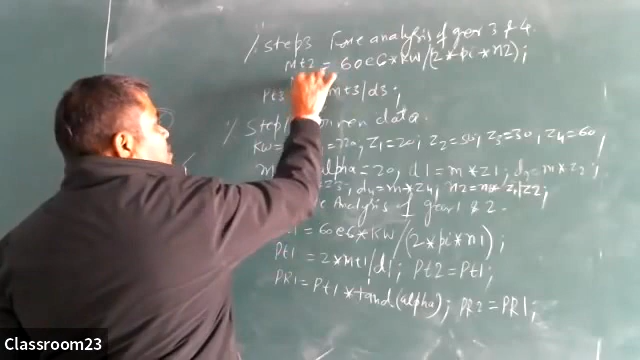 % Step3 Force analysis of gear 3 & 4.
Mt2 = 60e6*KW/(2*pi*n2);
Pt3 mt3/d3;
% Step1 data.
KW= Z1=20; Z2=50; Z3=30, Z4=60,
m alpha=20, d1=m*Z1; d2=m*Z2;
Z3, d4=m*Z4, n2=n1*Z1/Z2;
Analysis of gear 1 & 2.
=60e6*KW/(2*pi*n1);
Pt1=2*Mt1/d1; Pt2=Pt1;
PR1=Pt1*tand(alpha); PR2=PR1;
Classroom23